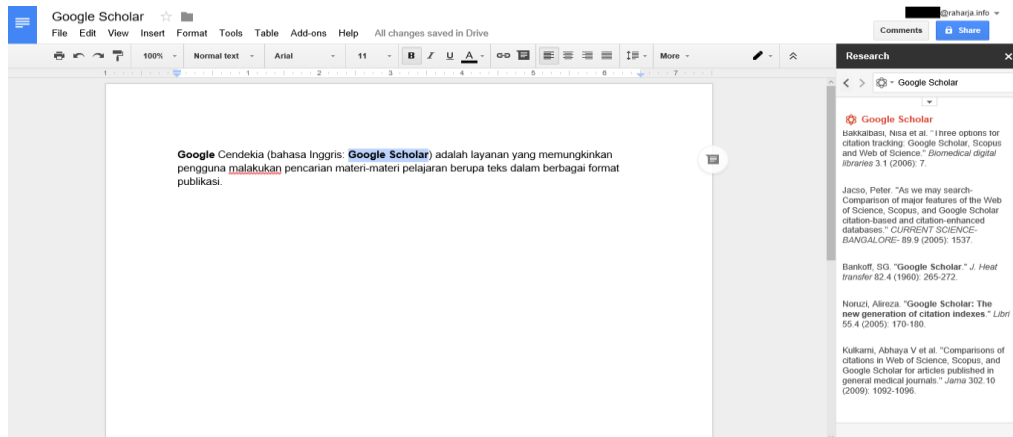 Google Scholar
@raharja.info
File Edit View Insert Format Tools Table Add-ons Help All changes saved in Drive
Comments
Share
100% Normal text Arial 11 B I U A More
Research
1 1 2 3 4 5 6 7
Google Scholar
Google Scholar
Bakkalbasi, Nisa et al. "Three options for
citation tracking: Google Scholar, Scopus
and Web of Science." Biomedical digital
libraries 3.1 (2006): 7.
Jacso, Peter. "As we may search-
Comparison of major features of the Web
of Science, Scopus, and Google Scholar
citation-based and citation-enhanced
databases." CURRENT SCIENCE-
BANGALORE- 89.9 (2005): 1537.
Bankoff, SG. "Google Scholar." J. Heat
transfer 82.4 (1960): 265-272.
Noruzi, Alireza. "Google Scholar: The
new generation of citation indexes." Libri
55.4 (2005): 170-180.
Kulkarni, Abhaya V et al. "Comparisons of
citations in Web of Science, Scopus, and
Google Scholar for articles published in
general medical journals." Jama 302.10
(2009): 1092-1096.
Google Cendekia (bahasa Inggris: Google Scholar) adalah layanan yang memungkinkan
pengguna malakukan pencarian materi-materi pelajaran berupa teks dalam berbagai format
publikasi.